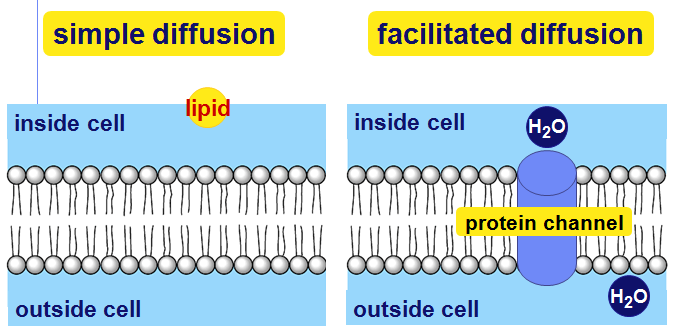 simple diffusion
lipid
inside cell
outside cell
facilitated diffusion
inside cell
H₂O
protein channel
H₂O
outside cell